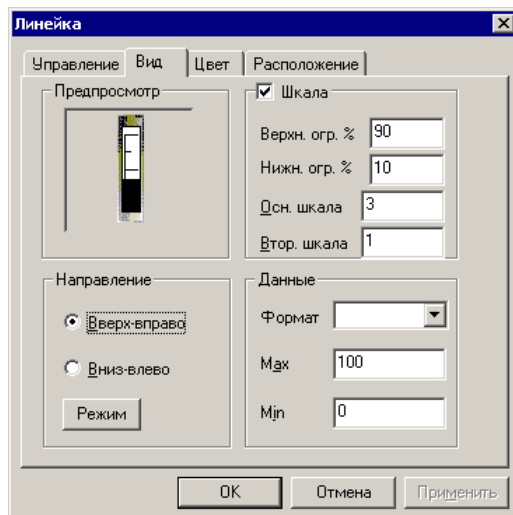 Линейка
Управление Вид Цвет Расположение
Предпросмотр
Шкала
Верхн. огр. % 90
Нижн. огр. % 10
Осн. шкала 3
Втор. шкала 1
Направление
Вверх-вправо
Вниз-влево
Режим
Данные
Формат
Max 100
Min 0
OK Отмена Применить